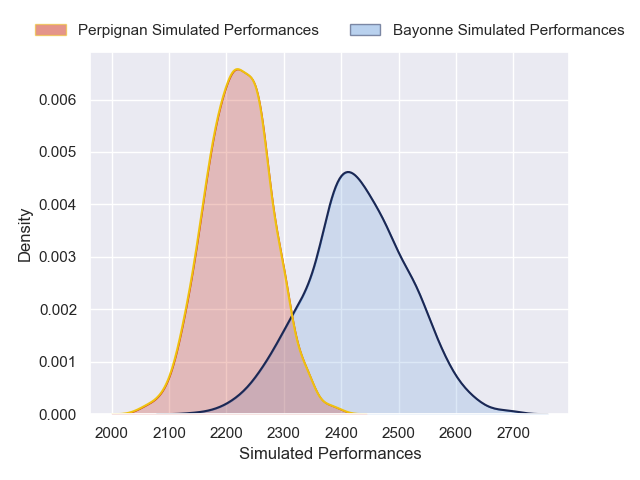 Perpignan Simulated Performances Bayonne Simulated Performances
0.006
0.005
0.004
0.003
0.002
0.001
0.000
Density
2000 2100 2200 2300 2400 2500 2600 2700
Simulated Performances